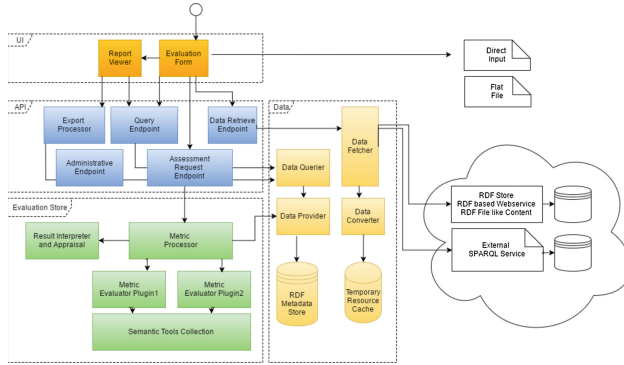 UI
Report
Viewer
Evaluation
Form
Direct
Input
Flat
File
API
Export
Processor
Query
Endpoint
Data Retrieve
Endpoint
Administrative
Endpoint
Assessment
Request
Endpoint
Data
Data
Fetcher
Data Querier
Data Provider
Data
Converter
RDF
Metadata
Store
Temporary
Resource
Cache
RDF Store
RDF based Webservice
RDF File like Content
External
SPARQL Service
Evaluation Store
Result Interpreter
and Appraisal
Metric
Processor
Metric
Evaluator Plugin1
Metric
Evaluator Plugin2
Semantic Tools Collection